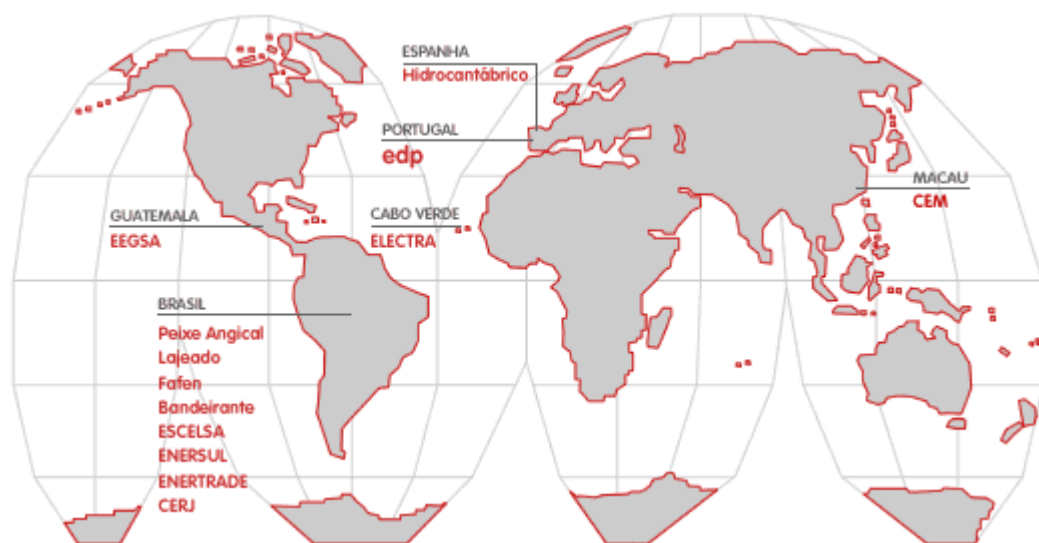 ESPANHA
Hidrocantábrico
PORTUGAL
edp
MACAU
CEM
GUATEMALA
EEGSA
CABO VERDE
ELECTRA
BRASIL
Peixe Angical
Lajeado
Fafen
Bandeirante
ESCELSA
ENERSUL
ENERTRADE
CERJ